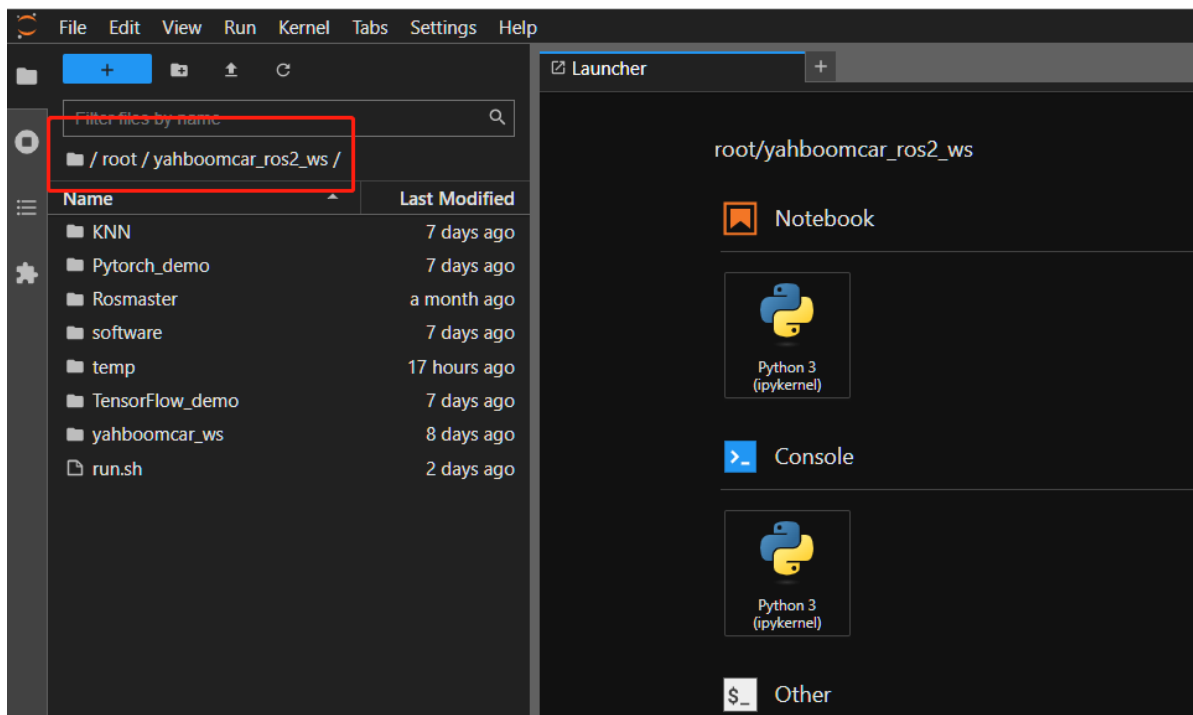 File Edit View Run Kernel Tabs Settings Help
+
Launcher
+
Filter files by name
/ root / yahboomcar_ros2_ws /
Name Last Modified
KNN 7 days ago
Pytorch_demo 7 days ago
Rosmaster a month ago
software 7 days ago
temp 17 hours ago
TensorFlow_demo 7 days ago
yahboomcar_ws 8 days ago
run.sh 2 days ago
root/yahboomcar_ros2_ws
Notebook
Python 3
(ipykernel)
>_ Console
Python 3
(ipykernel)
$_ Other